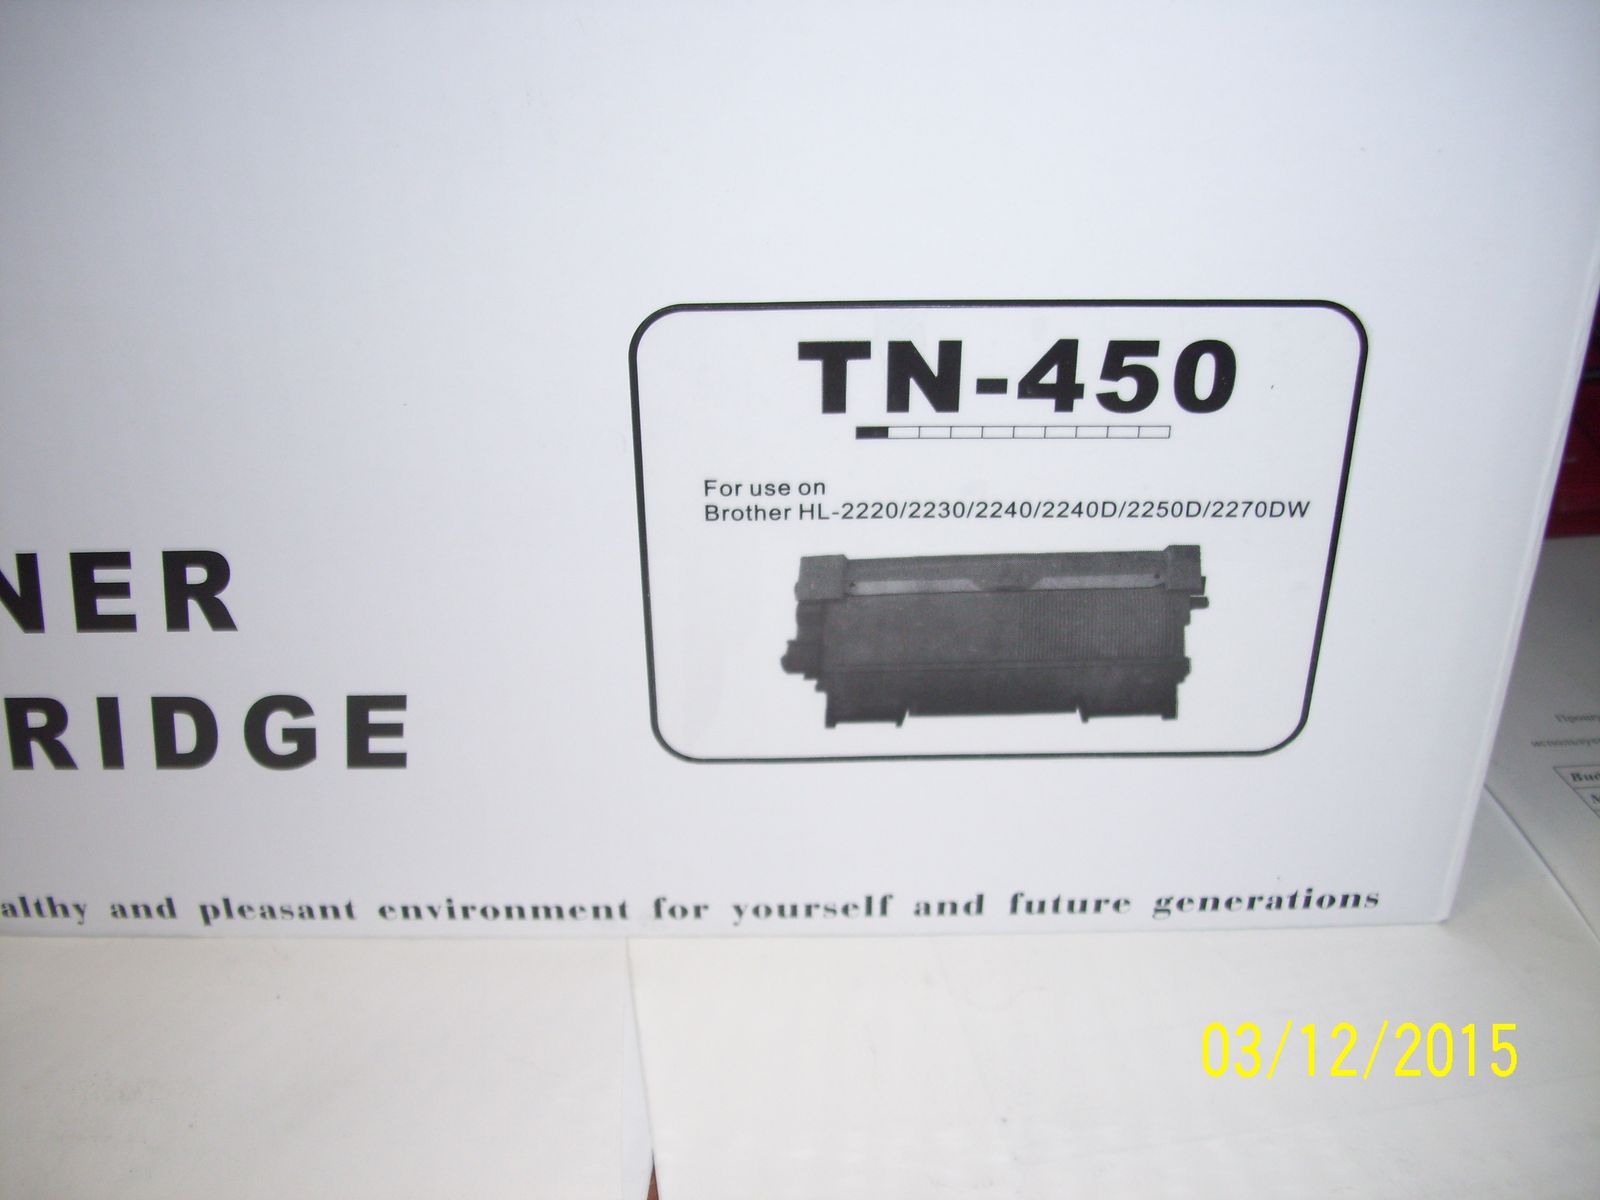 TN-450
For use on
Brother HL-2220/2230/2240/2240D/2250D/2270DW
NER
RIDGE
althy and pleasant environment for yourself and future generations
03/12/2015